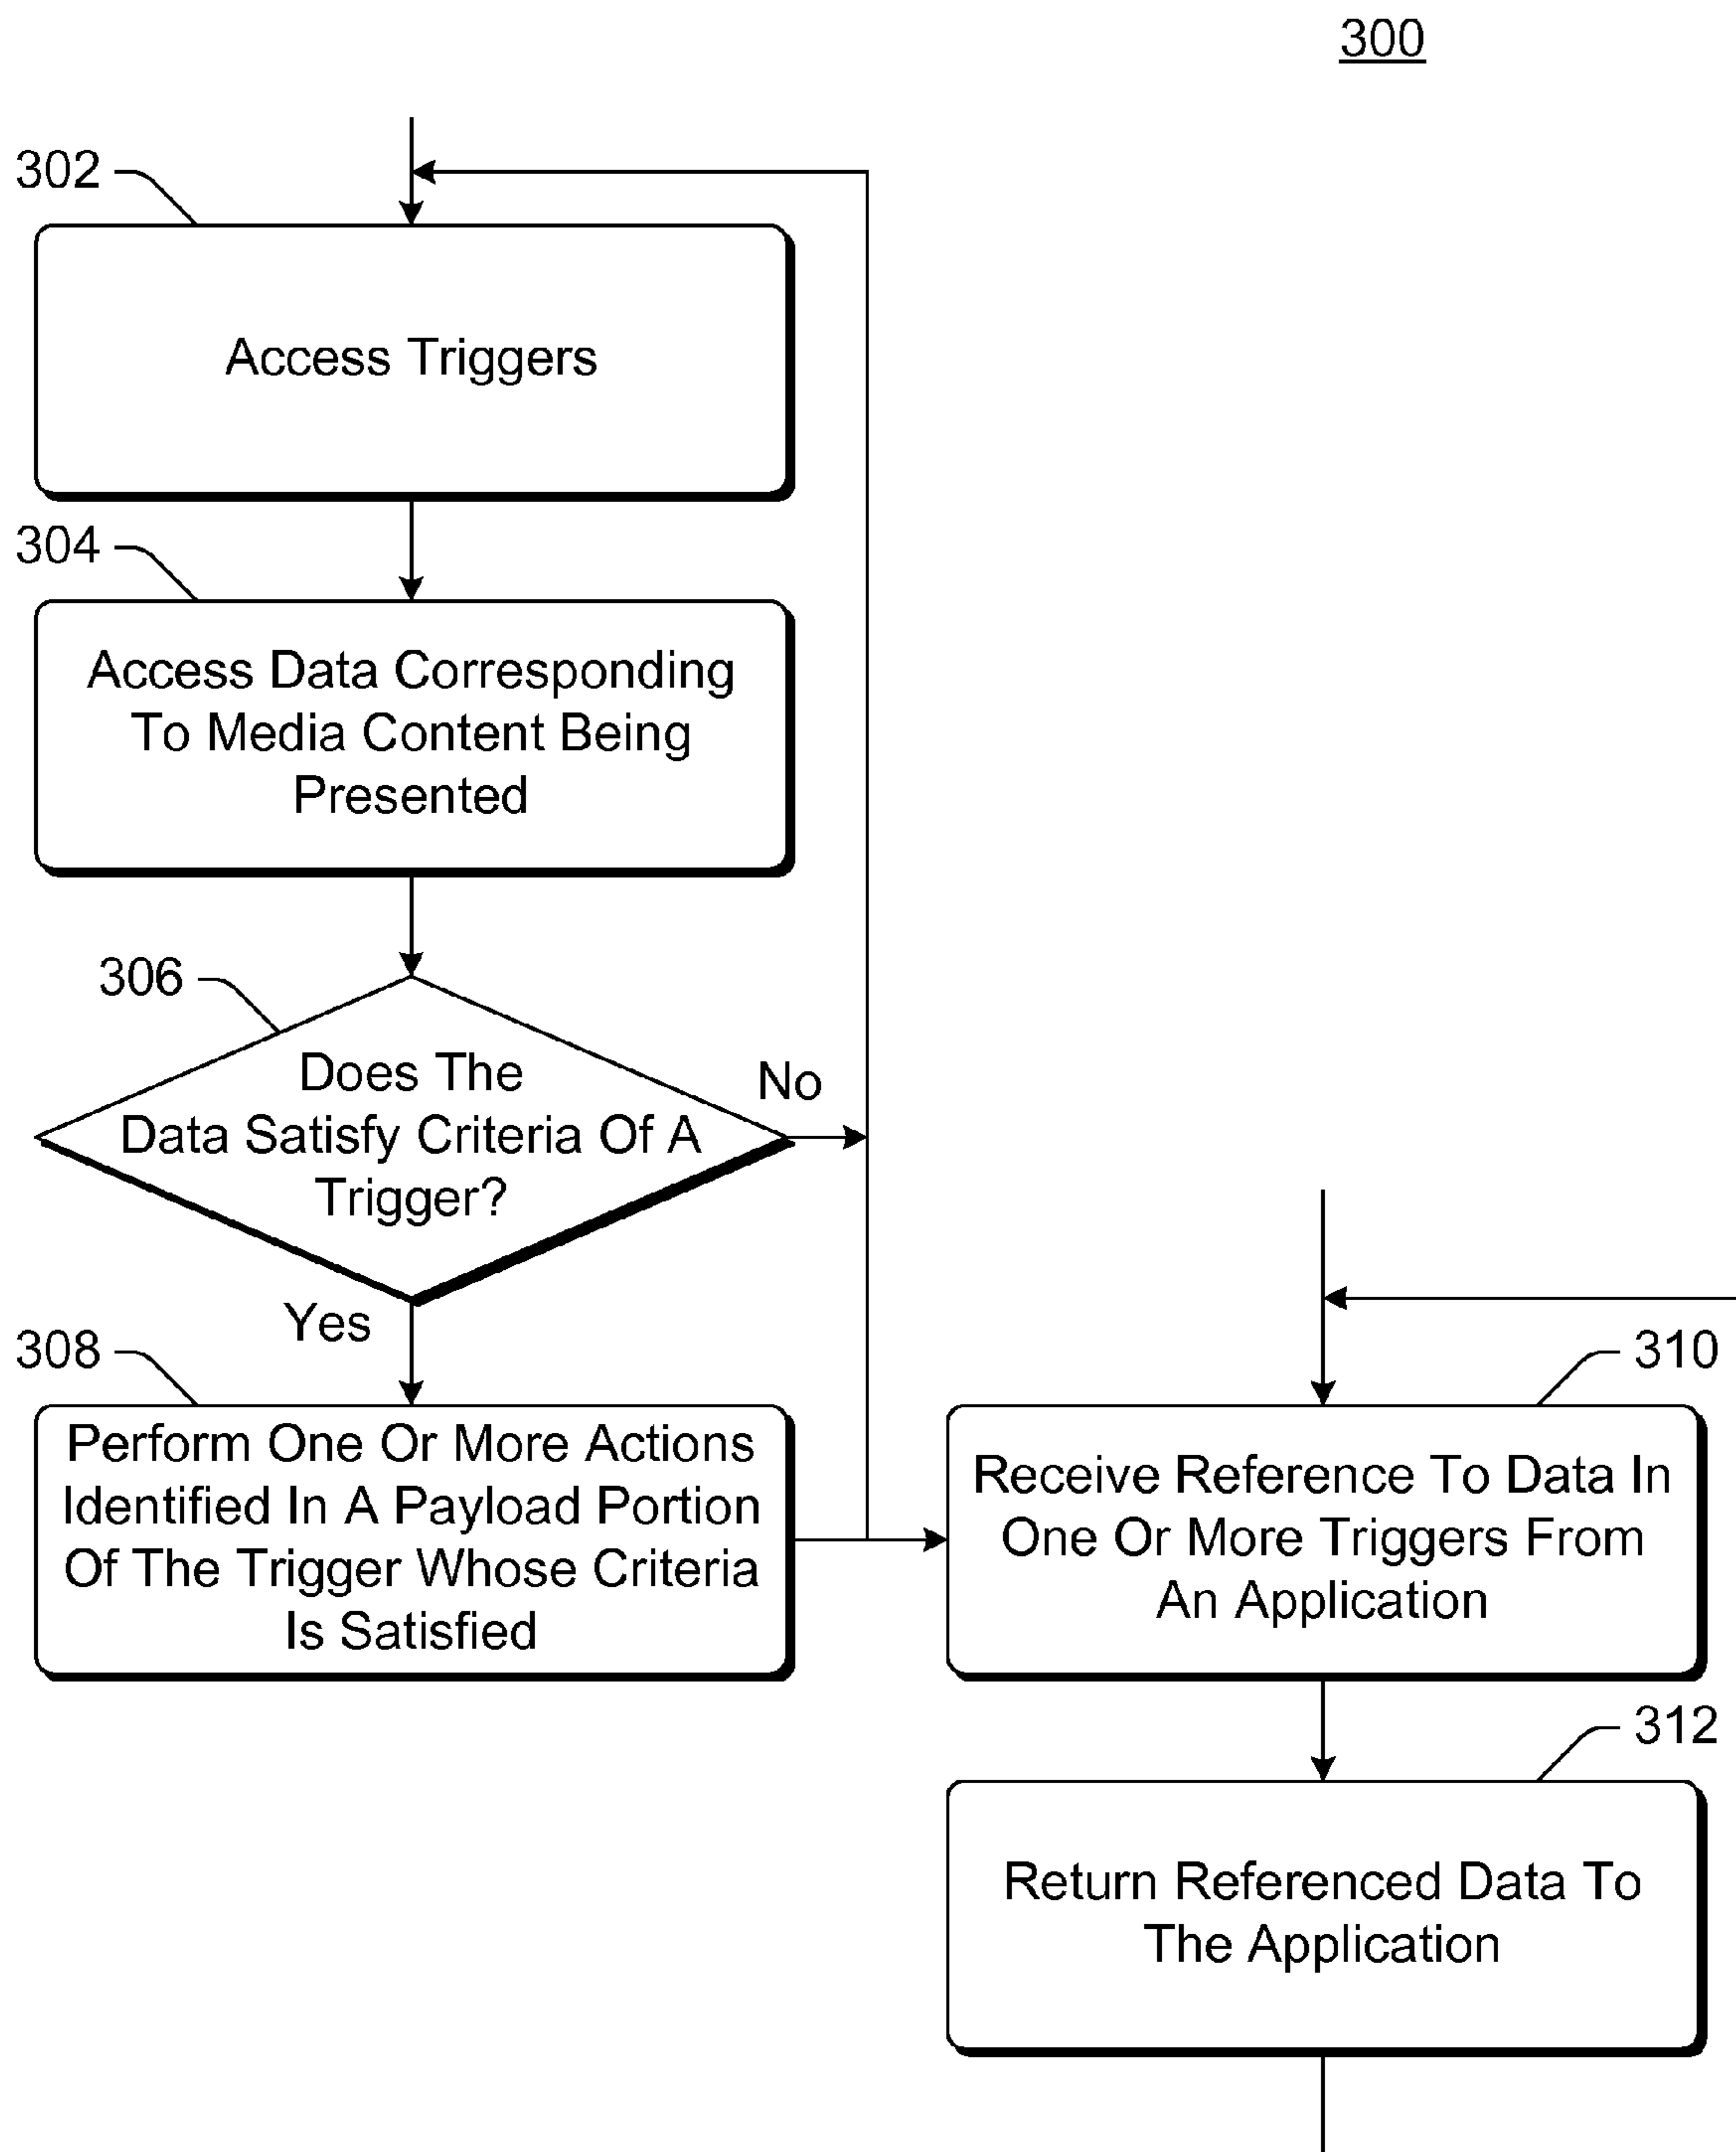 300
302
Access Triggers
304
Access Data Corresponding
To Media Content Being
Presented
306
Does The
Data Satisfy Criteria Of A
Trigger?
No
Yes
308
Perform One Or More Actions
Identified In A Payload Portion
Of The Trigger Whose Criteria
Is Satisfied
310
Receive Reference To Data In
One Or More Triggers From
An Application
312
Return Referenced Data To
The Application